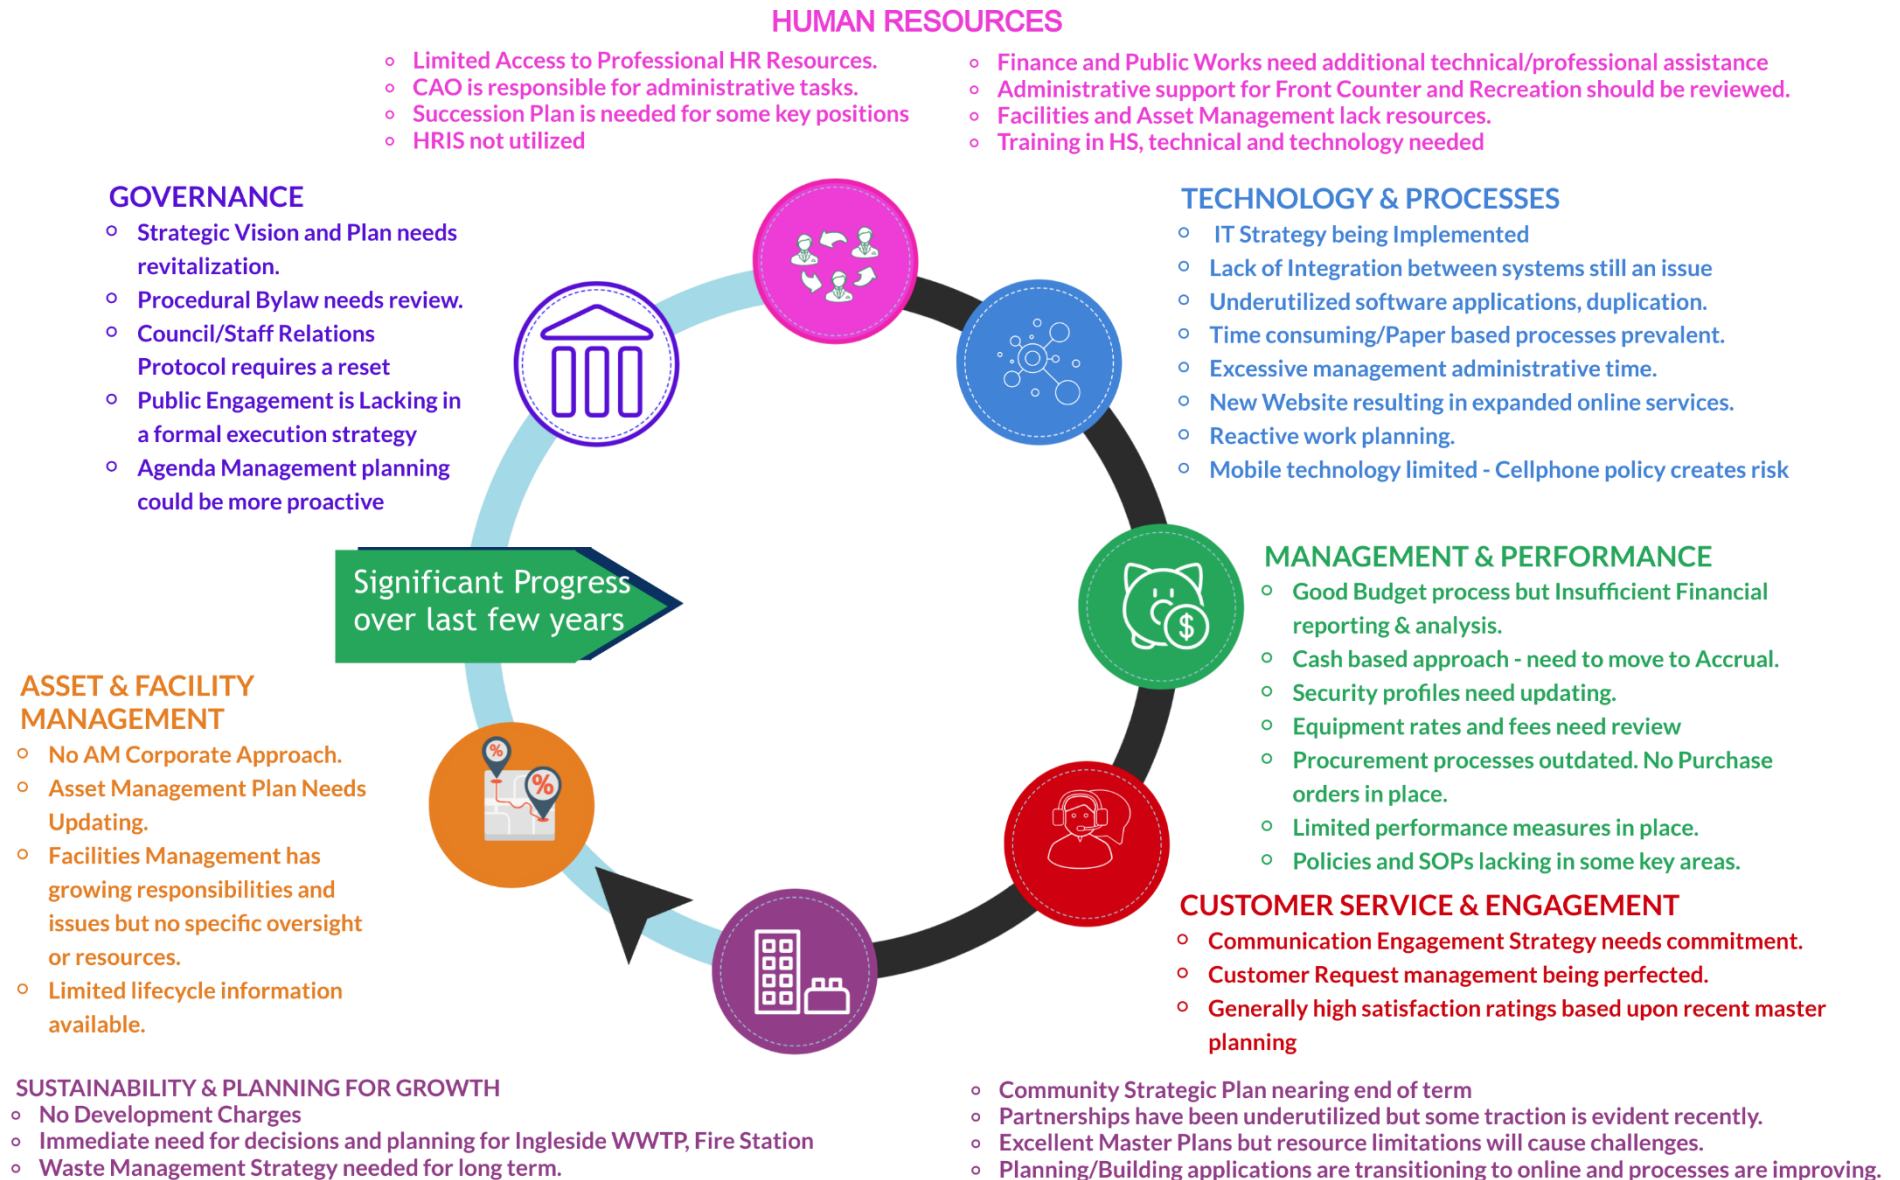 HUMAN RESOURCES
Limited Access to Professional HR Resources.
CAO is responsible for administrative tasks.
Succession Plan is needed for some key positions
HRIS not utilized
Finance and Public Works need additional technical/professional assistance
Administrative support for Front Counter and Recreation should be reviewed.
Facilities and Asset Management lack resources.
Training in HS, technical and technology needed
GOVERNANCE
Strategic Vision and Plan needs
revitalization.
Procedural Bylaw needs review.
Council/Staff Relations
Protocol requires a reset
Public Engagement is Lacking in
a formal execution strategy
Agenda Management planning
could be more proactive
TECHNOLOGY & PROCESSES
IT Strategy being Implemented
Lack of Integration between systems still an issue
Underutilized software applications, duplication.
Time consuming/Paper based processes prevalent.
Excessive management administrative time.
New Website resulting in expanded online services.
Reactive work planning.
Mobile technology limited - Cellphone policy creates risk
Significant Progress
over last few years
MANAGEMENT & PERFORMANCE
Good Budget process but Insufficient Financial
reporting & analysis.
Cash based approach - need to move to Accrual.
Security profiles need updating.
Equipment rates and fees need review
Procurement processes outdated. No Purchase
orders in place.
Limited performance measures in place.
Policies and SOPs lacking in some key areas.
$
ASSET & FACILITY
MANAGEMENT
No AM Corporate Approach.
Asset Management Plan Needs
Updating.
Facilities Management has
growing responsibilities and
issues but no specific oversight
or resources.
Limited lifecycle information
available.
%
%
CUSTOMER SERVICE & ENGAGEMENT
Communication Engagement Strategy needs commitment.
Customer Request management being perfected.
Generally high satisfaction ratings based upon recent master
planning
SUSTAINABILITY & PLANNING FOR GROWTH
No Development Charges
Immediate need for decisions and planning for Ingleside WWTP, Fire Station
Waste Management Strategy needed for long term.
Community Strategic Plan nearing end of term
Partnerships have been underutilized but some traction is evident recently.
Excellent Master Plans but resource limitations will cause challenges.
Planning/Building applications are transitioning to online and processes are improving.